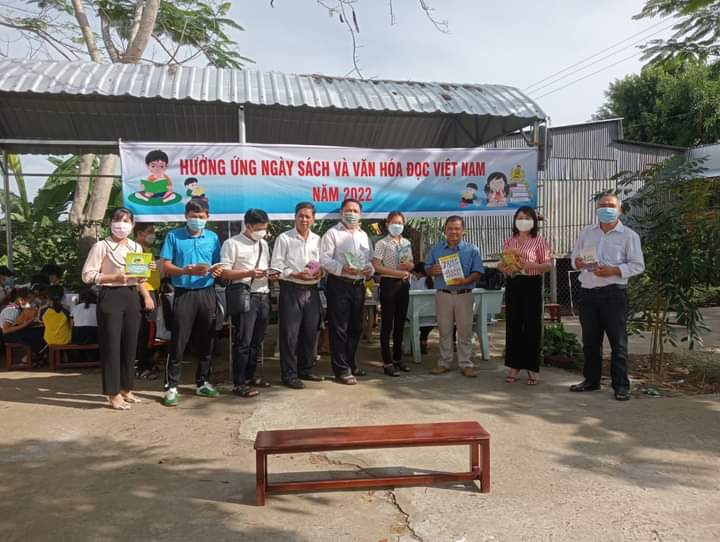 HƯỞNG ỨNG NGÀY SÁCH VÀ VĂN HÓA ĐỌC VIỆT NAM
NĂM 2022